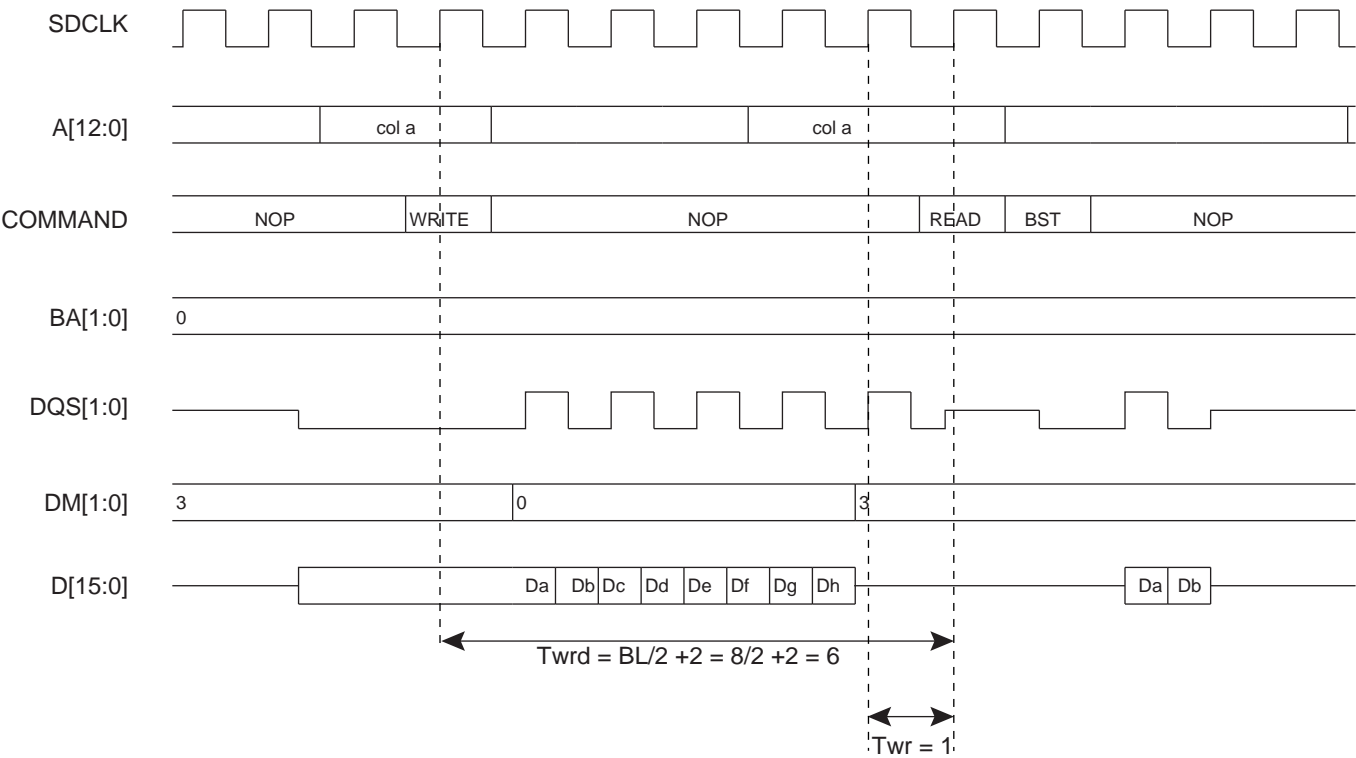 SDCLK
A[12:0] col a col a
COMMAND NOP WRITE NOP READ BST NOP
BA[1:0] 0
DQS[1:0]
DM[1:0] 3 0 3
D[15:0] Da Db Dc Dd De Df Dg Dh Da Db
Twrd = BL/2 +2 = 8/2 +2 = 6
Twr = 1